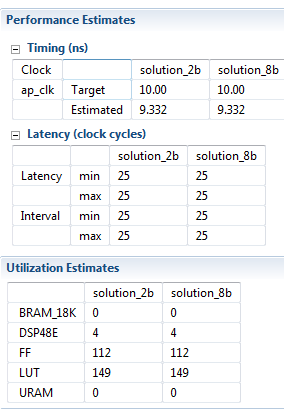 Performance Estimates
Timing (ns)
Clock solution_2b solution_8b
ap_clk Target 10.00 10.00
Estimated 9.332 9.332
Latency (clock cycles)
solution_2b solution_8b
Latency min 25 25
max 25 25
Interval min 25 25
max 25 25
Utilization Estimates
solution_2b solution_8b
BRAM_18K 0 0
DSP48E 4 4
FF 112 112
LUT 149 149
URAM 0 0